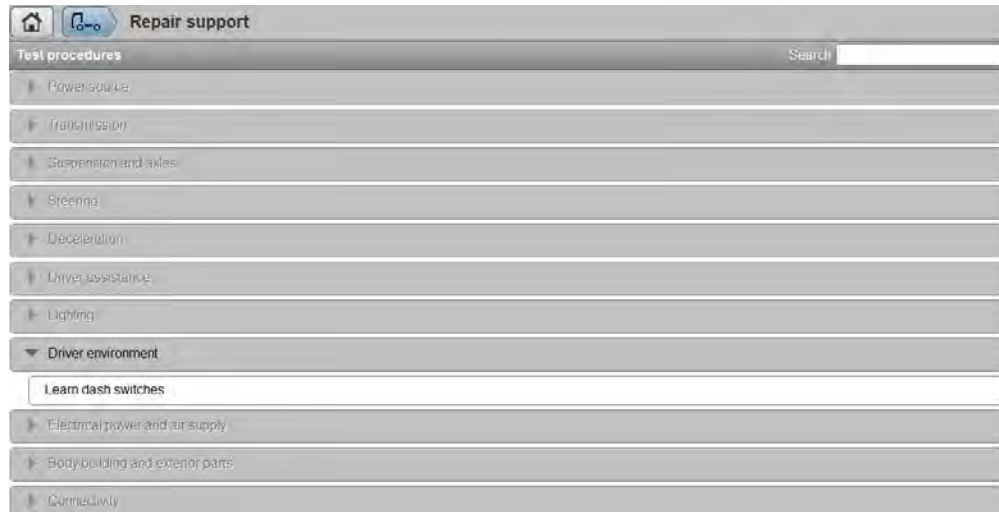 Repair support
Test procedures
Search
Power source
Transmission
Suspension and axles
Steering
Deceleration
Driver assistance
Lighting
Driver environment
Learn dash switches
Electrical power and air supply
Body building and exterior parts
Connectivity